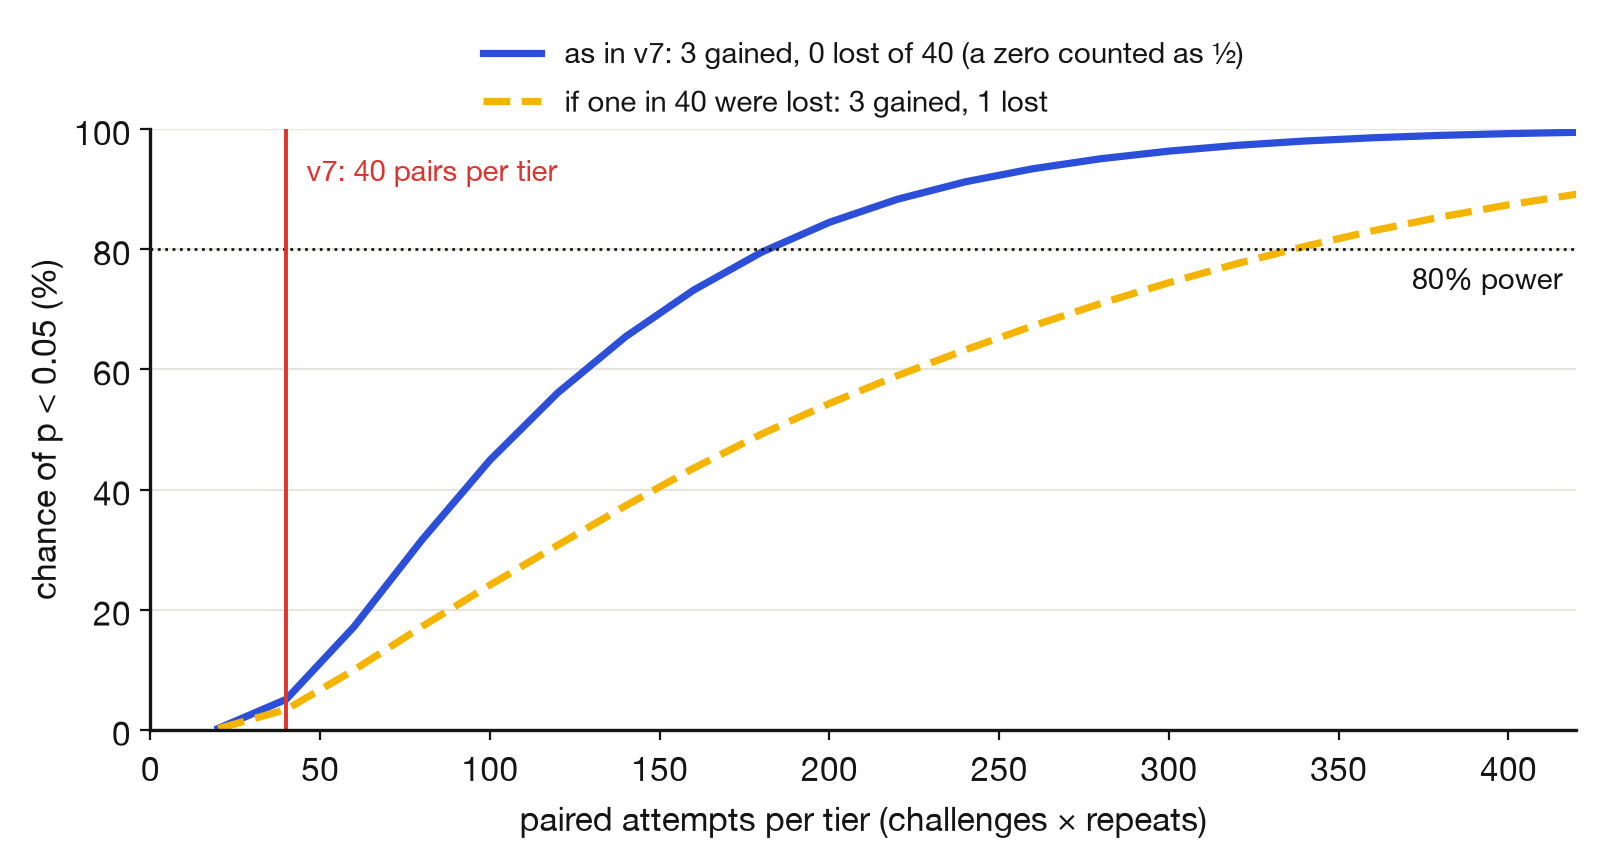 as in v7: 3 gained, 0 lost of 40 (a zero counted as ½)
if one in 40 were lost: 3 gained, 1 lost
v7: 40 pairs per tier
80% power
chance of p < 0.05 (%)
100
80
60
40
20
0
0 50 100 150 200 250 300 350 400
paired attempts per tier (challenges × repeats)